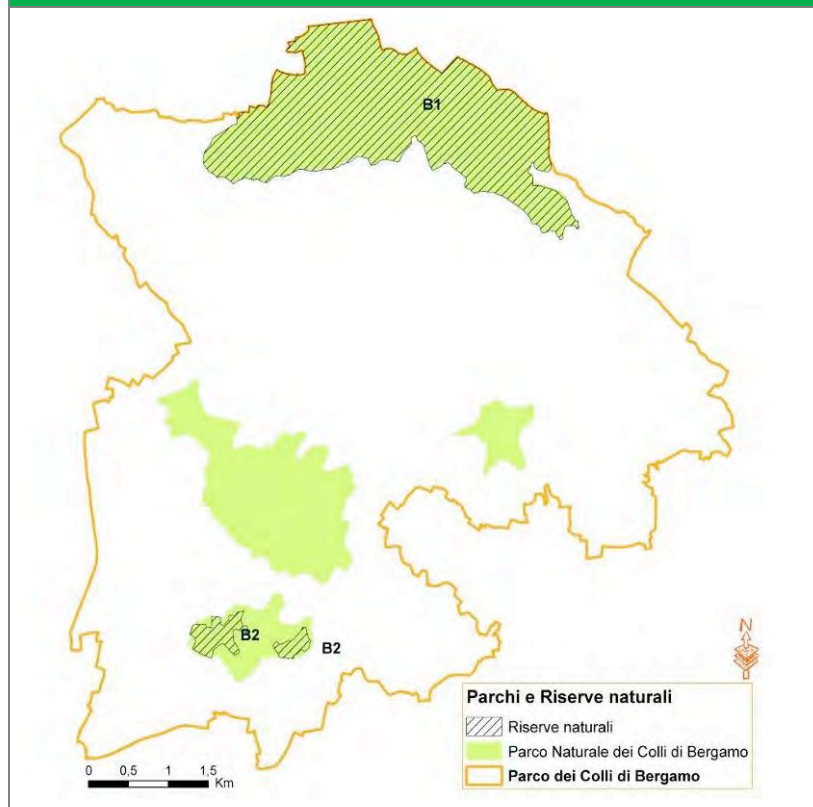 B1
B2
B2
N
Parchi e Riserve naturali
Riserve naturali
Parco Naturale dei Colli di Bergamo
Parco dei Colli di Bergamo
0 0,5 1 1,5
Km